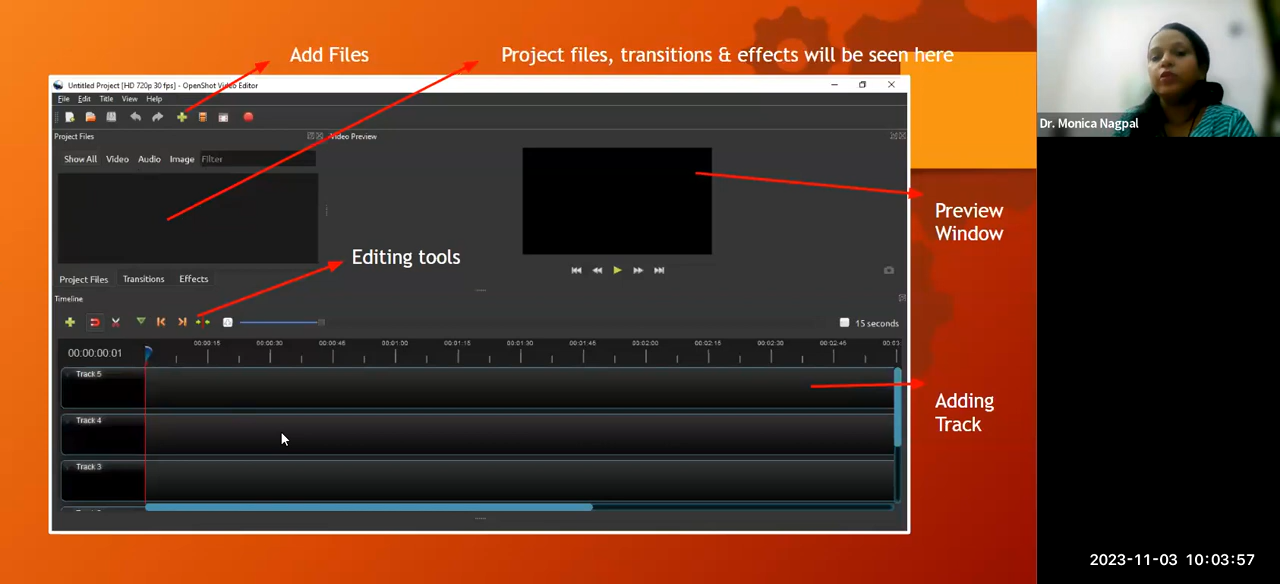 Add Files
Project files, transitions & effects will be seen here
Untitled Project [HD 720p 30 fps] - OpenShot Video Editor
File Edit Title View Help
Project Files
Video Preview
Show All Video Audio Image Filter
Dr. Monica Nagpal
Preview
Window
Editing tools
Project Files Transitions Effects
Timeline
15 seconds
00:00:00:01
00:00:15 00:00:30 00:00:46 00:01:00 00:01:15 00:01:30 00:01:45 00:02:00 00:02:15 00:02:30 00:02:46 00:03
Track 5
Adding
Track
Track 4
Track 3
2023-11-03 10:03:57